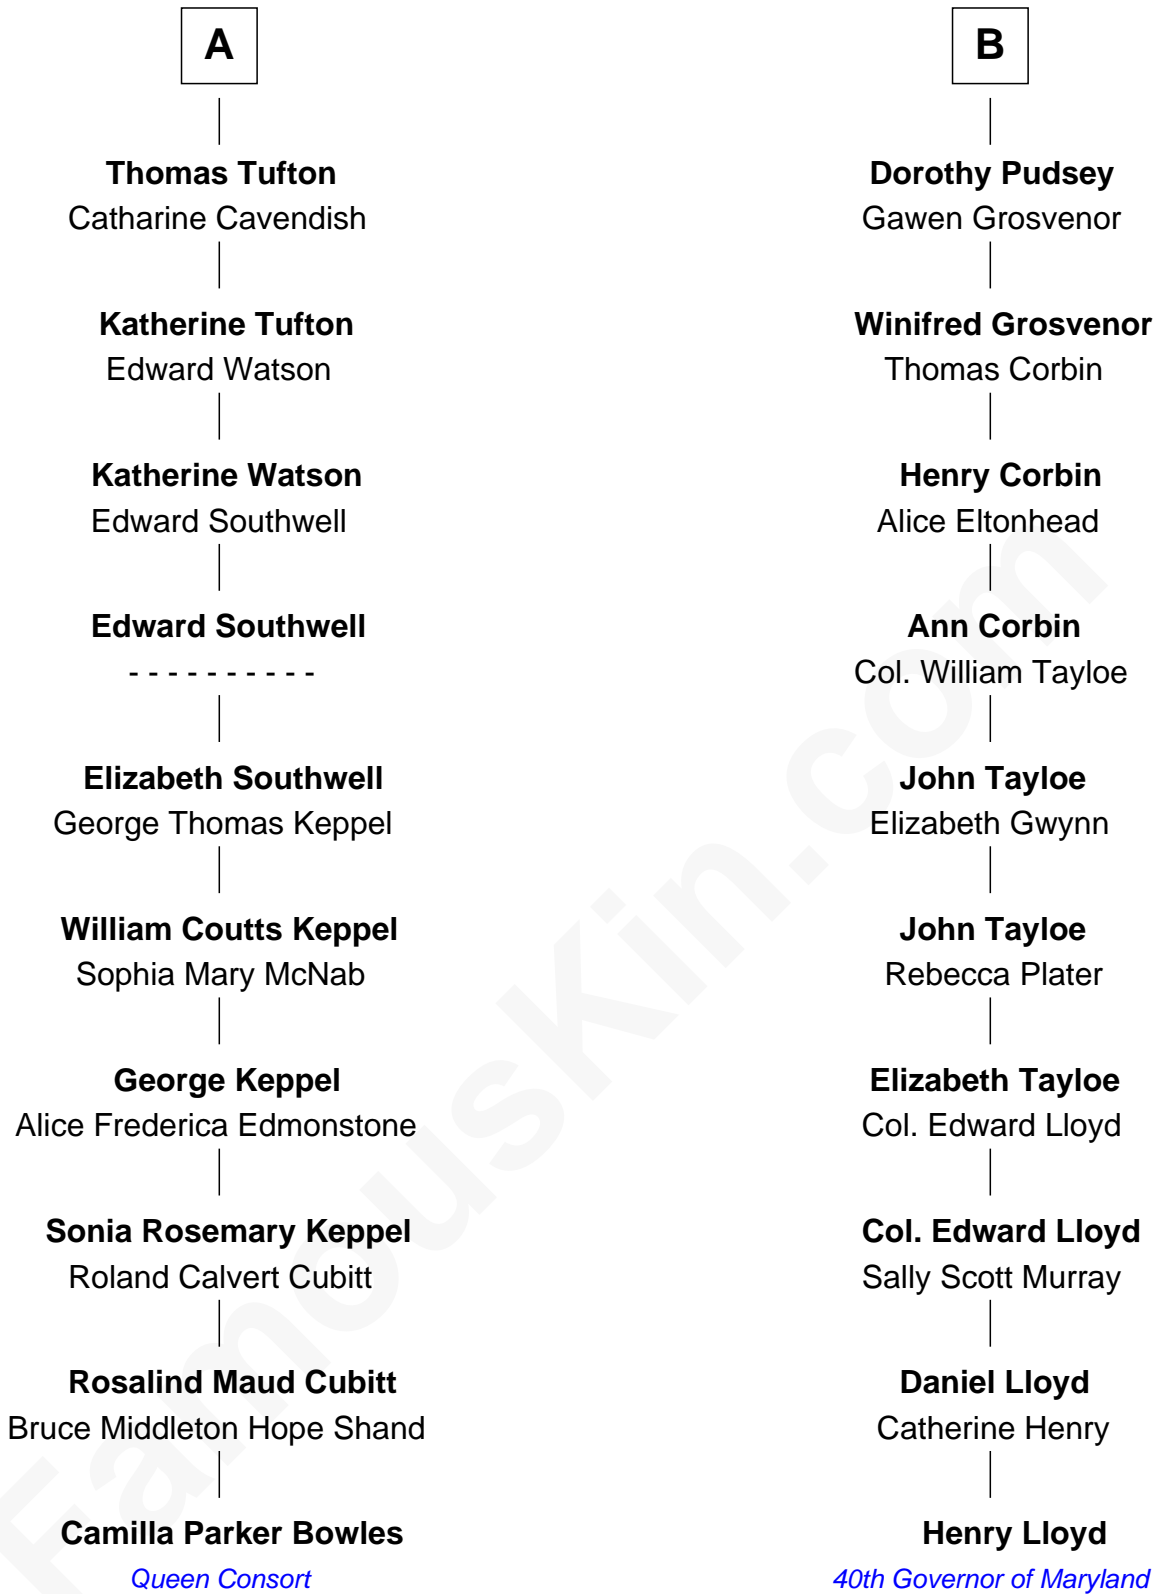 A
Thomas Tufton
Catharine Cavendish
Katherine Tufton
Edward Watson
Katherine Watson
Edward Southwell
Edward Southwell
- - - - - - - - - -
Elizabeth Southwell
George Thomas Keppel
William Coutts Keppel
Sophia Mary McNab
George Keppel
Alice Frederica Edmonstone
Sonia Rosemary Keppel
Roland Calvert Cubitt
Rosalind Maud Cubitt
Bruce Middleton Hope Shand
Camilla Parker Bowles
Queen Consort
B
Dorothy Pudsey
Gawen Grosvenor
Winifred Grosvenor
Thomas Corbin
Henry Corbin
Alice Eltonhead
Ann Corbin
Col. William Tayloe
John Tayloe
Elizabeth Gwynn
John Tayloe
Rebecca Plater
Elizabeth Tayloe
Col. Edward Lloyd
Col. Edward Lloyd
Sally Scott Murray
Daniel Lloyd
Catherine Henry
Henry Lloyd
40th Governor of Maryland
FamousKin.com